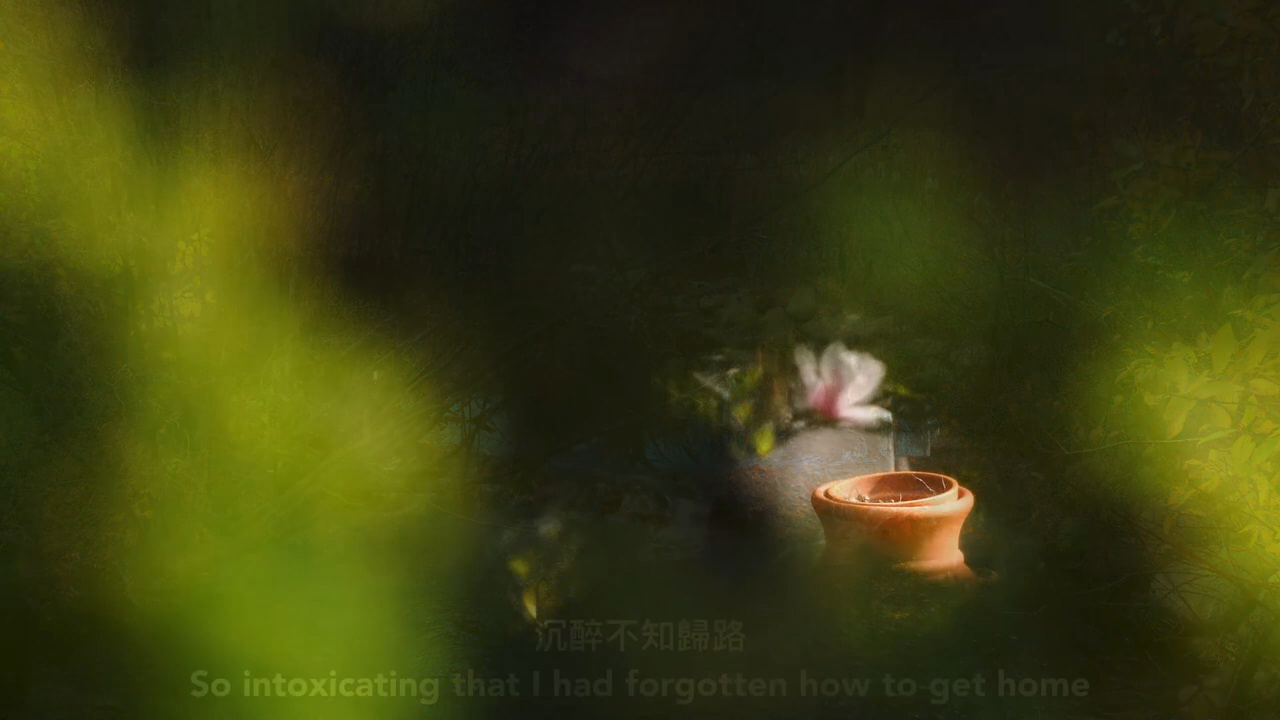 沉醉不知歸路
So intoxicating that I had forgotten how to get home